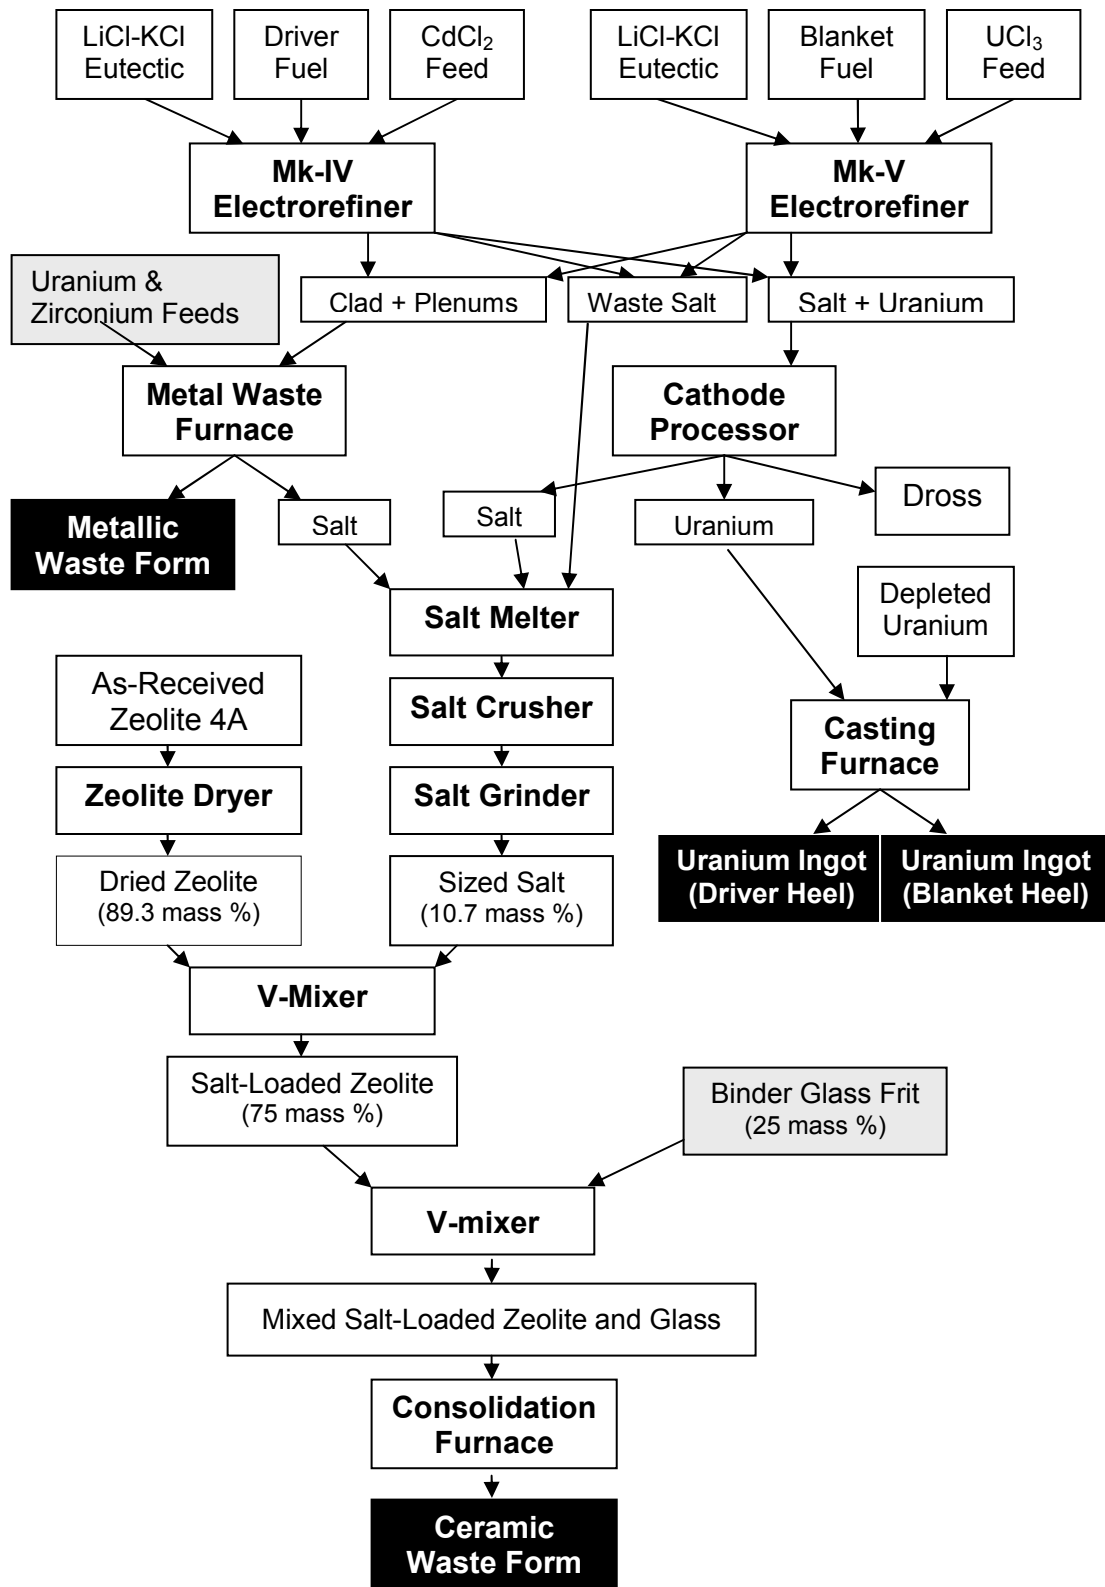 LiCl-KCl
Eutectic
Driver
Fuel
CdCl₂
Feed
LiCl-KCl
Eutectic
Blanket
Fuel
UCl₃
Feed
Mk-IV
Electrorefiner
Mk-V
Electrorefiner
Uranium &
Zirconium Feeds
Clad + Plenums
Waste Salt
Salt + Uranium
Metal Waste
Furnace
Cathode
Processor
Metallic
Waste Form
Salt
Salt
Uranium
Dross
Depleted
Uranium
Salt Melter
As-Received
Zeolite 4A
Salt Crusher
Casting
Furnace
Zeolite Dryer
Salt Grinder
Dried Zeolite
(89.3 mass %)
Sized Salt
(10.7 mass %)
Uranium Ingot
(Driver Heel)
Uranium Ingot
(Blanket Heel)
V-Mixer
Salt-Loaded Zeolite
(75 mass %)
Binder Glass Frit
(25 mass %)
V-mixer
Mixed Salt-Loaded Zeolite and Glass
Consolidation
Furnace
Ceramic
Waste Form